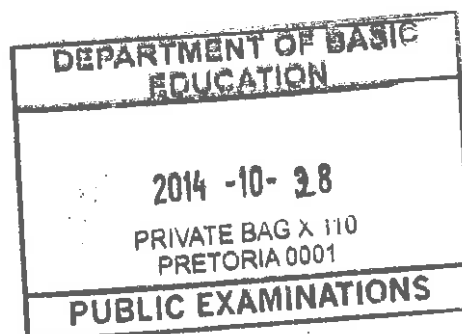 DEPARTMENT OF BASIC
EDUCATION
2014 -10- 28
PRIVATE BAG X 110
PRETORIA 0001
PUBLIC EXAMINATIONS